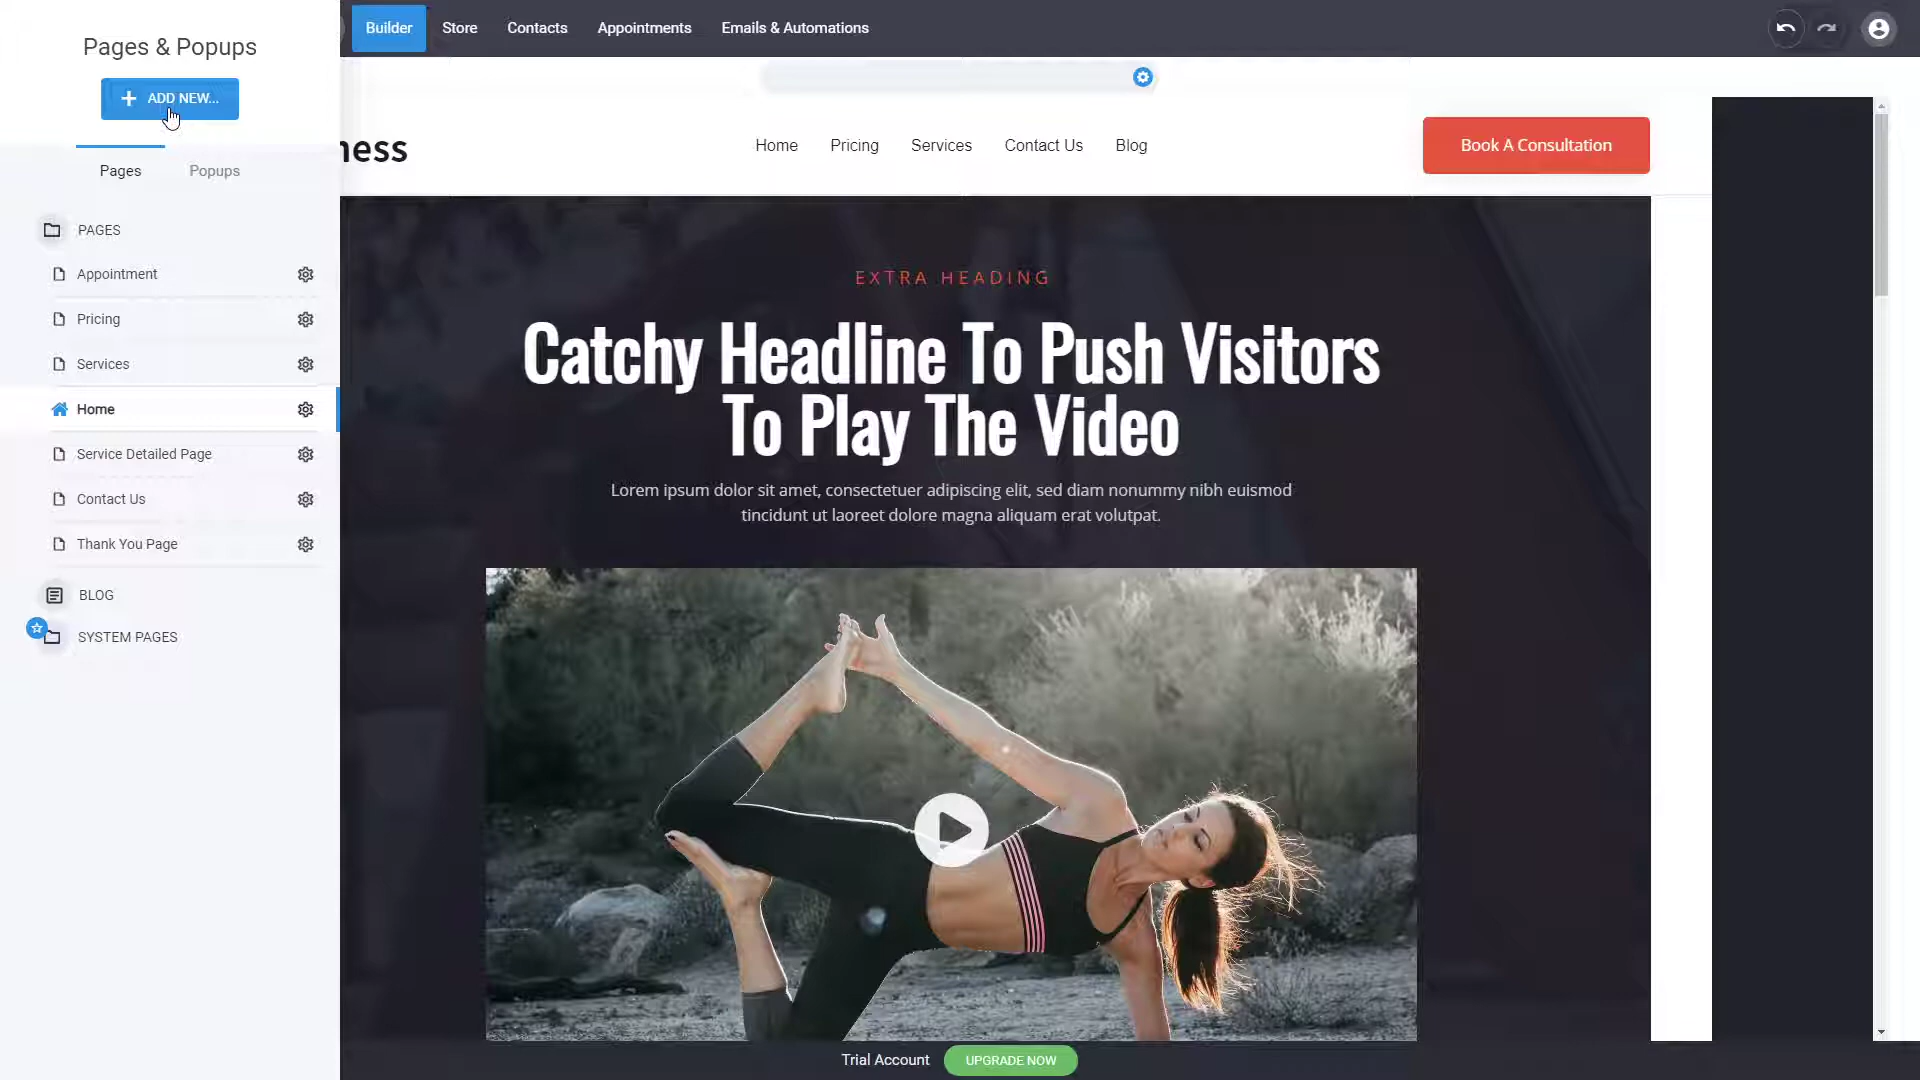 Pages & Popups
ADD NEW...
Pages
Popups
PAGES
Appointment
Pricing
Services
Home
Service Detailed Page
Contact Us
Thank You Page
BLOG
SYSTEM PAGES
Builder
Store
Contacts
Appointments
Emails & Automations
ness
Home
Pricing
Services
Contact Us
Blog
Book A Consultation
EXTRA HEADING
Catchy Headline To Push Visitors
To Play The Video
Lorem ipsum dolor sit amet, consectetuer adipiscing elit, sed diam nonummy nibh euismod
tincidunt ut laoreet dolore magna aliquam erat volutpat.
Trial Account
UPGRADE NOW